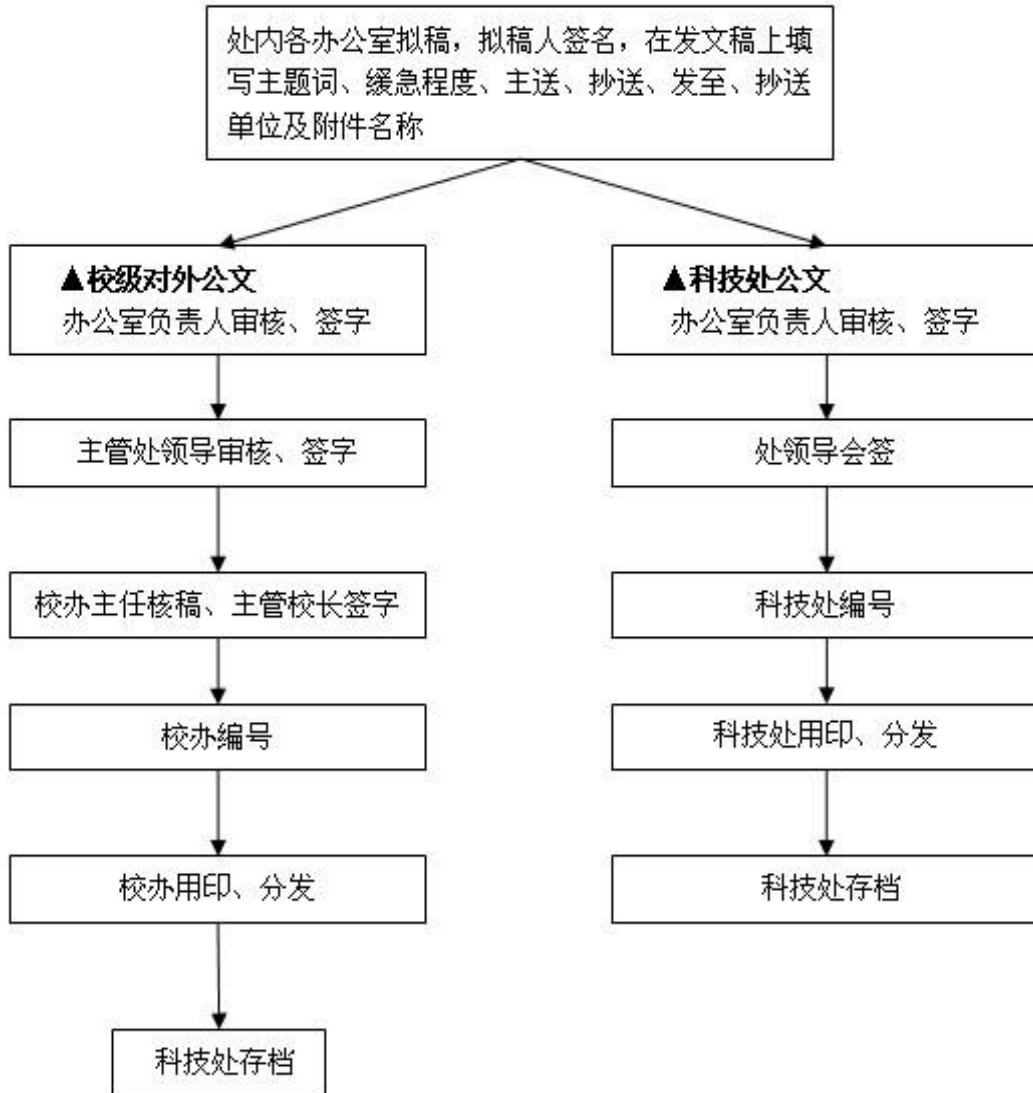 处内各办公室拟稿，拟稿人签名，在发文稿上填
写主题词、缓急程度、主送、抄送、发至、抄送
单位及附件名称
▲校级对外公文
办公室负责人审核、签字
主管处领导审核、签字
校办主任核稿、主管校长签字
校办编号
校办用印、分发
科技处存档
▲科技处公文
办公室负责人审核、签字
处领导会签
科技处编号
科技处用印、分发
科技处存档